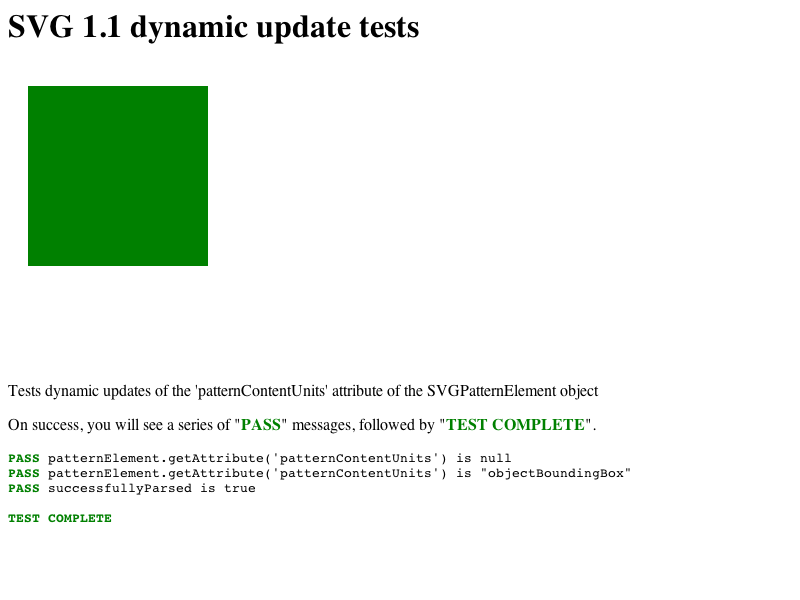 SVG 1.1 dynamic update tests
Tests dynamic updates of the 'patternContentUnits' attribute of the SVGPatternElement object
On success, you will see a series of "PASS" messages, followed by "TEST COMPLETE".
PASS patternElement.getAttribute('patternContentUnits') is null
PASS patternElement.getAttribute('patternContentUnits') is "objectBoundingBox"
PASS successfullyParsed is true
TEST COMPLETE